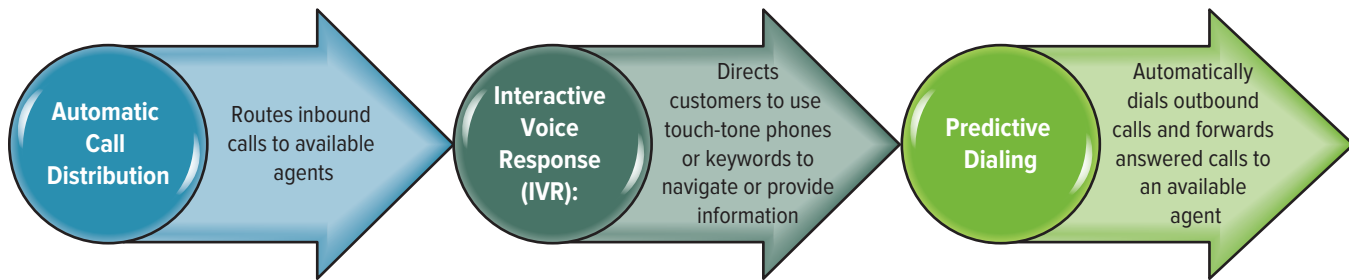 Automatic
Call
Distribution
Routes inbound
calls to available
agents
Interactive
Voice
Response
(IVR):
Directs
customers to use
touch-tone phones
or keywords to
navigate or provide
information
Predictive
Dialing
Automatically
dials outbound
calls and forwards
answered calls to
an available
agent